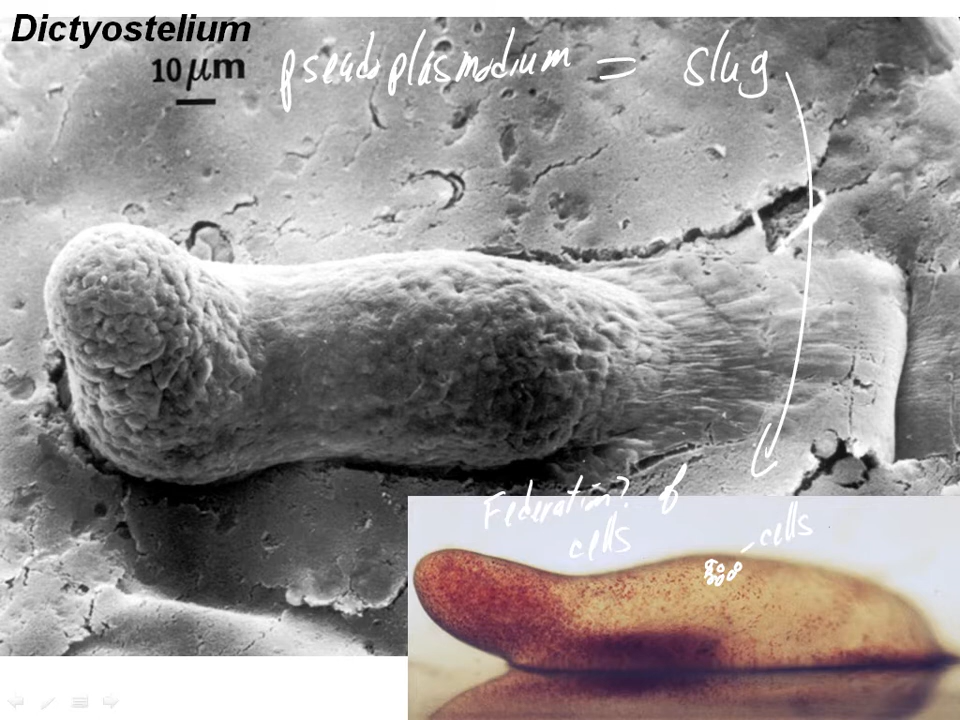 Dictyostelium
10 µm
pseudoplasmodium = slug
Federation? of
cells
cells